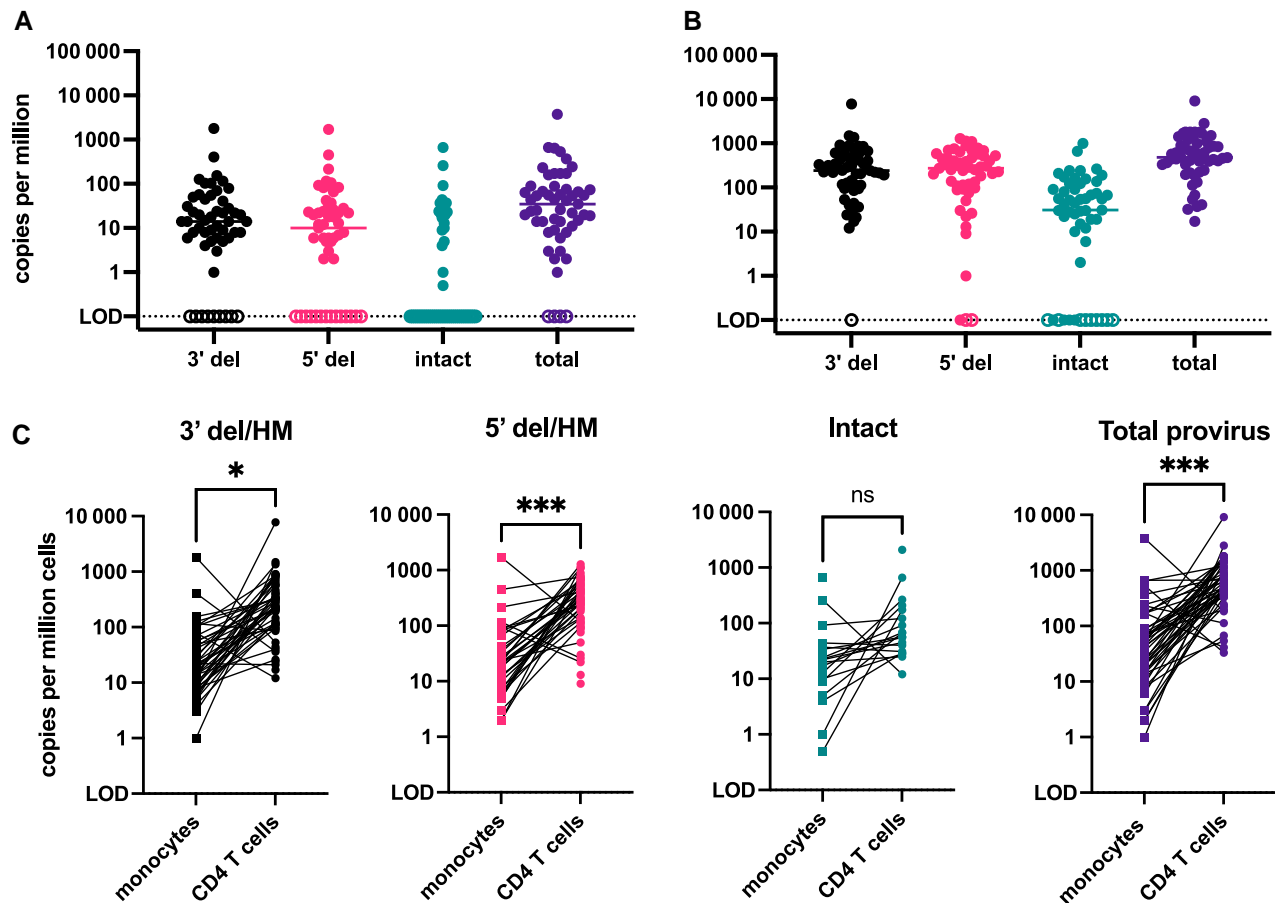 A
copies per million
100 000
10 000
1000
100
10
1
LOD
3' del
5' del
intact
total
B
100 000
10 000
1000
100
10
1
LOD
3' del
5' del
intact
total
C
3’ del/HM
*
copies per million cells
10 000
1000
100
10
1
LOD
monocytes
CD4 T cells
5’ del/HM
***
10 000
1000
100
10
1
LOD
monocytes
CD4 T cells
Intact
ns
10 000
1000
100
10
1
LOD
monocytes
CD4 T cells
Total provirus
***
10 000
1000
100
10
1
LOD
monocytes
CD4 T cells